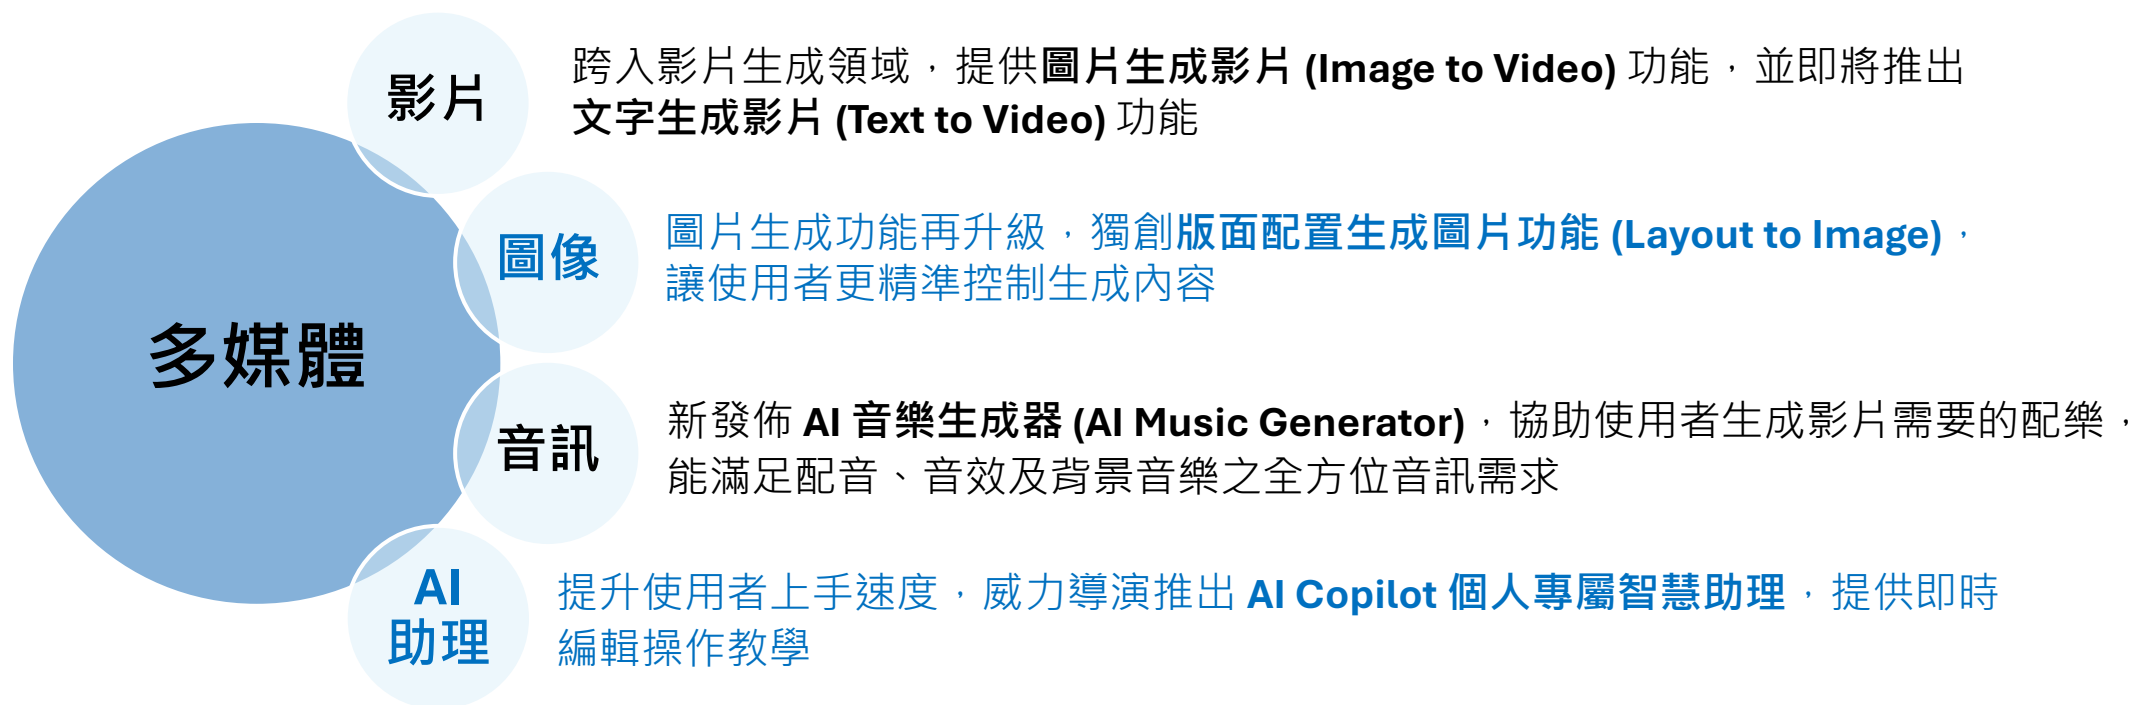 多媒體
影片
跨入影片生成領域，提供圖片生成影片 (Image to Video) 功能，並即將推出
文字生成影片 (Text to Video) 功能
圖像
圖片生成功能再升級，獨創版面配置生成圖片功能 (Layout to Image)，
讓使用者更精準控制生成內容
音訊
新發佈 AI 音樂生成器 (AI Music Generator)，協助使用者生成影片需要的配樂，
能滿足配音、音效及背景音樂之全方位音訊需求
AI
助理
提升使用者上手速度，威力導演推出 AI Copilot 個人專屬智慧助理，提供即時
編輯操作教學